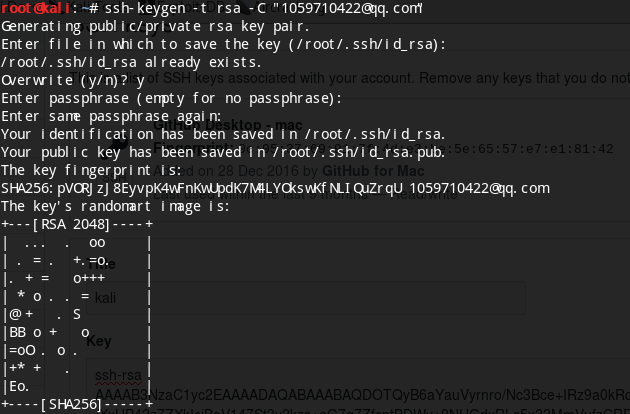 root@kali:~# ssh-keygen -t rsa -C "1059710422@qq.com"
Generating public/private rsa key pair.
Enter file in which to save the key (/root/.ssh/id_rsa):
/root/.ssh/id_rsa already exists.
Overwrite (y/n)? y
Enter passphrase (empty for no passphrase):
Enter same passphrase again:
Your identification has been saved in /root/.ssh/id_rsa.
Your public key has been saved in /root/.ssh/id_rsa.pub.
The key fingerprint is:
SHA256:pVORJzJ8EyvpK4wFnKwUpdK7M4LYOkswKfNLIQuZrqU 1059710422@qq.com
The key's randomart image is:
+---[RSA 2048]----+
|  ...  .   oo    |
| . = .   +.=o.   |
|. + =   o+++     |
| * o . . =       |
|@+    . S        |
|BB o +   o       |
|=oO . o .        |
|+* +    .        |
|Eo.              |
+----[SHA256]-----+
list of SSH keys associated with your account. Remove any keys that you do not
GitHub Desktop - mac
Fingerprint:
5e:65:57:e7:e1:81:42
Added on 28 Dec 2016 by GitHub for Mac
Title
kali
Key
ssh-rsa